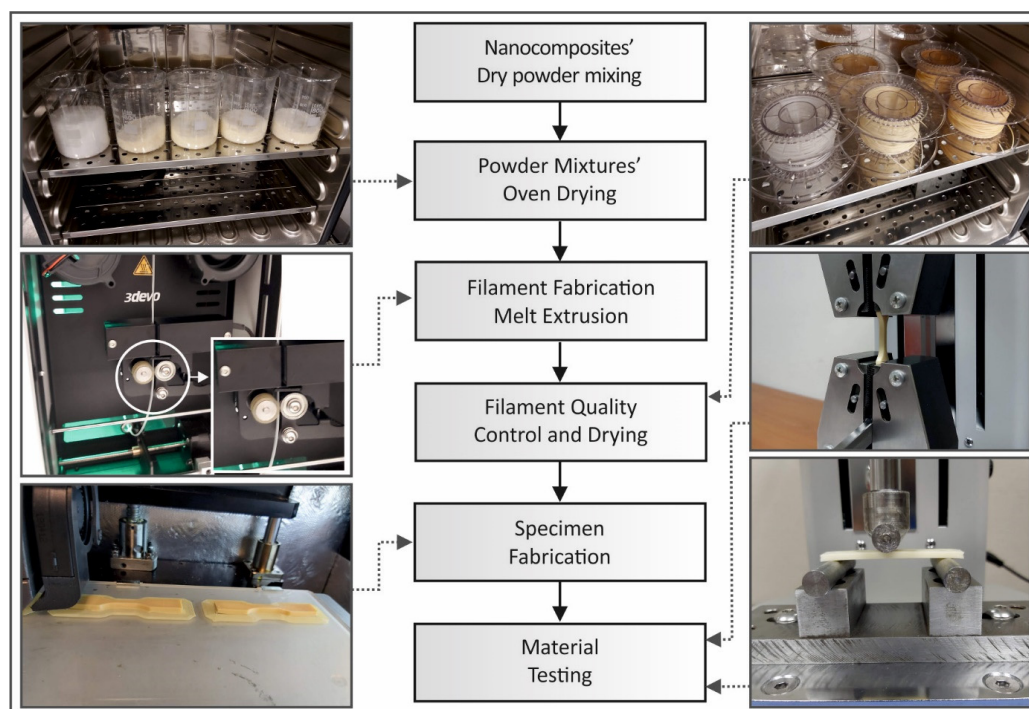 Nanocomposites’
Dry powder mixing
Powder Mixtures’
Oven Drying
3devo
Filament Fabrication
Melt Extrusion
Filament Quality
Control and Drying
Specimen
Fabrication
Material
Testing